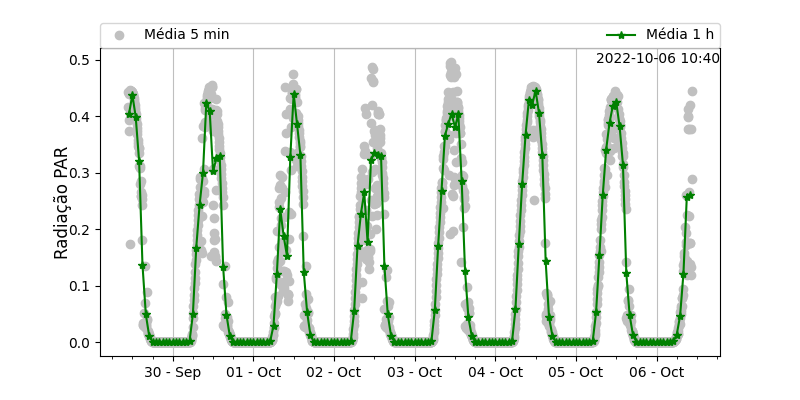 Média 5 min
Média 1 h
2022-10-06 10:40
Radiação PAR
0.5
0.4
0.3
0.2
0.1
0.0
30 - Sep
01 - Oct
02 - Oct
03 - Oct
04 - Oct
05 - Oct
06 - Oct